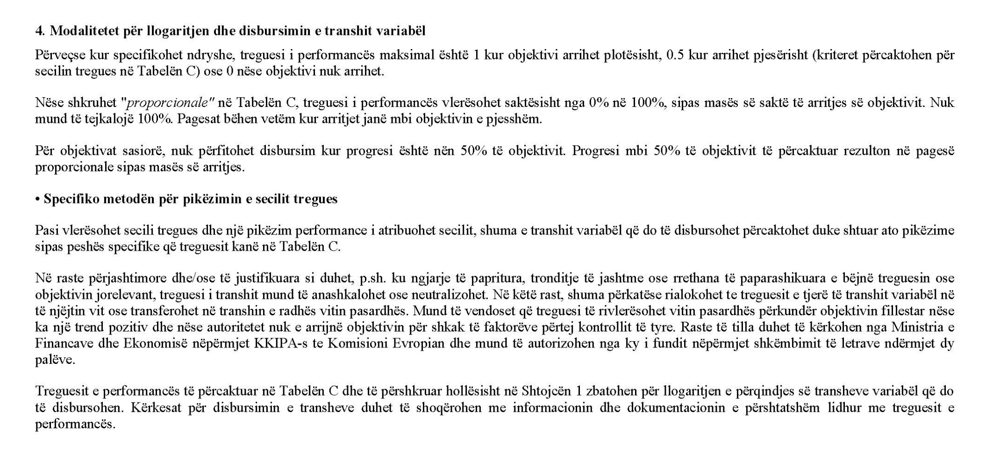 4. Modalitetet për llogaritjen dhe disbursimin e transhit variabël
Përveçse kur specifikohet ndryshe, treguesi i performancës maksimal është 1 kur objektivi arrihet plotësisht, 0.5 kur arrihet pjesërisht (kriteret përcaktohen për
secilin tregues në Tabelën C) ose 0 nëse objektivi nuk arrihet.
Nëse shkruhet "proporcionale" në Tabelën C, treguesi i performancës vlerësohet saktësisht nga 0% në 100%, sipas masës së saktë të arritjes së objektivit. Nuk
mund të tejkalojë 100%. Pagesat bëhen vetëm kur arritjet janë mbi objektivin e pjesshëm.
Për objektivat sasiorë, nuk përfitohet disbursim kur progresi është nën 50% të objektivit. Progresi mbi 50% të objektivit të përcaktuar rezulton në pagesë
proporcionale sipas masës së arritjes.
• Specifiko metodën për pikëzimin e secilit tregues
Pasi vlerësohet secili tregues dhe një pikëzim performance i atribuohet secilit, shuma e transhit variabël që do të disbursohet përcaktohet duke shtuar ato pikëzime
sipas peshës specifike që treguesit kanë në Tabelën C.
Në raste përjashtimore dhe/ose të justifikuara si duhet, p.sh. ku ngjarje të papritura, tronditje të jashtme ose rrethana të paparashikuara e bëjnë treguesin ose
objektivin jorelevant, treguesi i transhit mund të anashkalohet ose neutralizohet. Në këtë rast, shuma përkatëse rialokohet te treguesit e tjerë të transhit variabël në
të njëjtin vit ose transferohet në transhin e radhës vitin pasardhës. Mund të vendoset që treguesi të rivlerësohet vitin pasardhës përkundër objektivin fillestar nëse
ka një trend pozitiv dhe nëse autoritetet nuk e arrijnë objektivin për shkak të faktorëve përtej kontrollit të tyre. Raste të tilla duhet të kërkohen nga Ministria e
Financave dhe Ekonomisë nëpërmjet KKIPA-s te Komisioni Evropian dhe mund të autorizohen nga ky i fundit nëpërmjet shkëmbimit të letrave ndërmjet dy
palëve.
Treguesit e performancës të përcaktuar në Tabelën C dhe të përshkruar hollësisht në Shtojcën 1 zbatohen për llogaritjen e përqindjes së transheve variabël që do
të disbursohen. Kërkesat për disbursimin e transheve duhet të shoqërohen me informacionin dhe dokumentacionin e përshtatshëm lidhur me treguesit e
performancës.